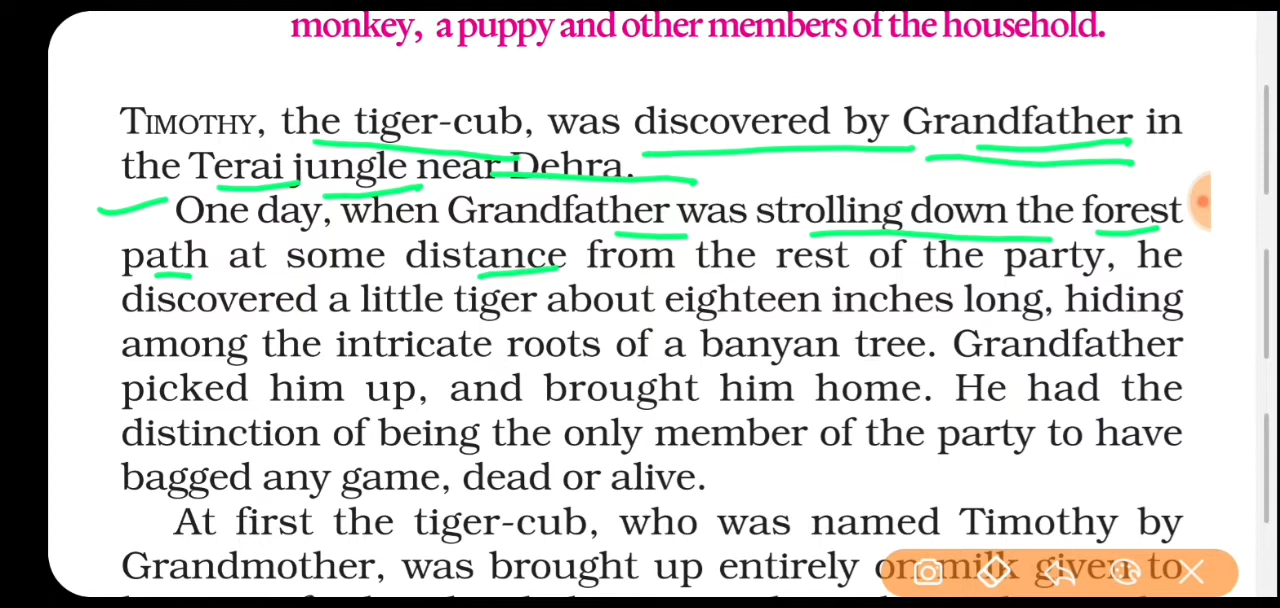 monkey, a puppy and other members of the household.
TIMOTHY, the tiger-cub, was discovered by Grandfather in
the Terai jungle near Dehra.
One day, when Grandfather was strolling down the forest
path at some distance from the rest of the party, he
discovered a little tiger about eighteen inches long, hiding
among the intricate roots of a banyan tree. Grandfather
picked him up, and brought him home. He had the
distinction of being the only member of the party to have
bagged any game, dead or alive.
At first the tiger-cub, who was named Timothy by
Grandmother, was brought up entirely on milk given to